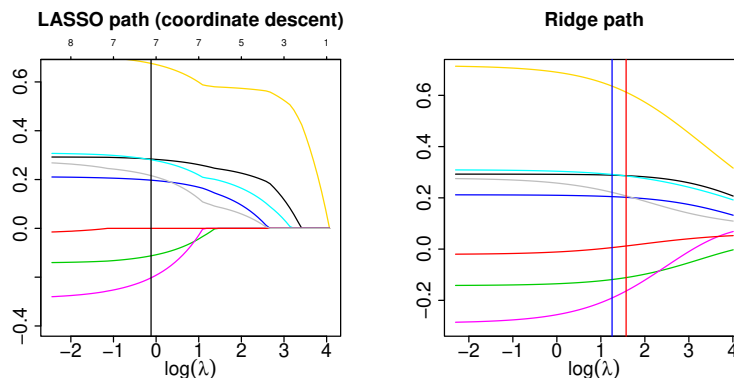 LASSO path (coordinate descent)
8 7 7 7 5 3 1
0.6
0.4
0.2
0.0
−0.4
−2 −1 0 1 2 3 4
log(λ)
Ridge path
0.6
0.4
0.2
0.0
−0.2
−2 −1 0 1 2 3 4
log(λ)